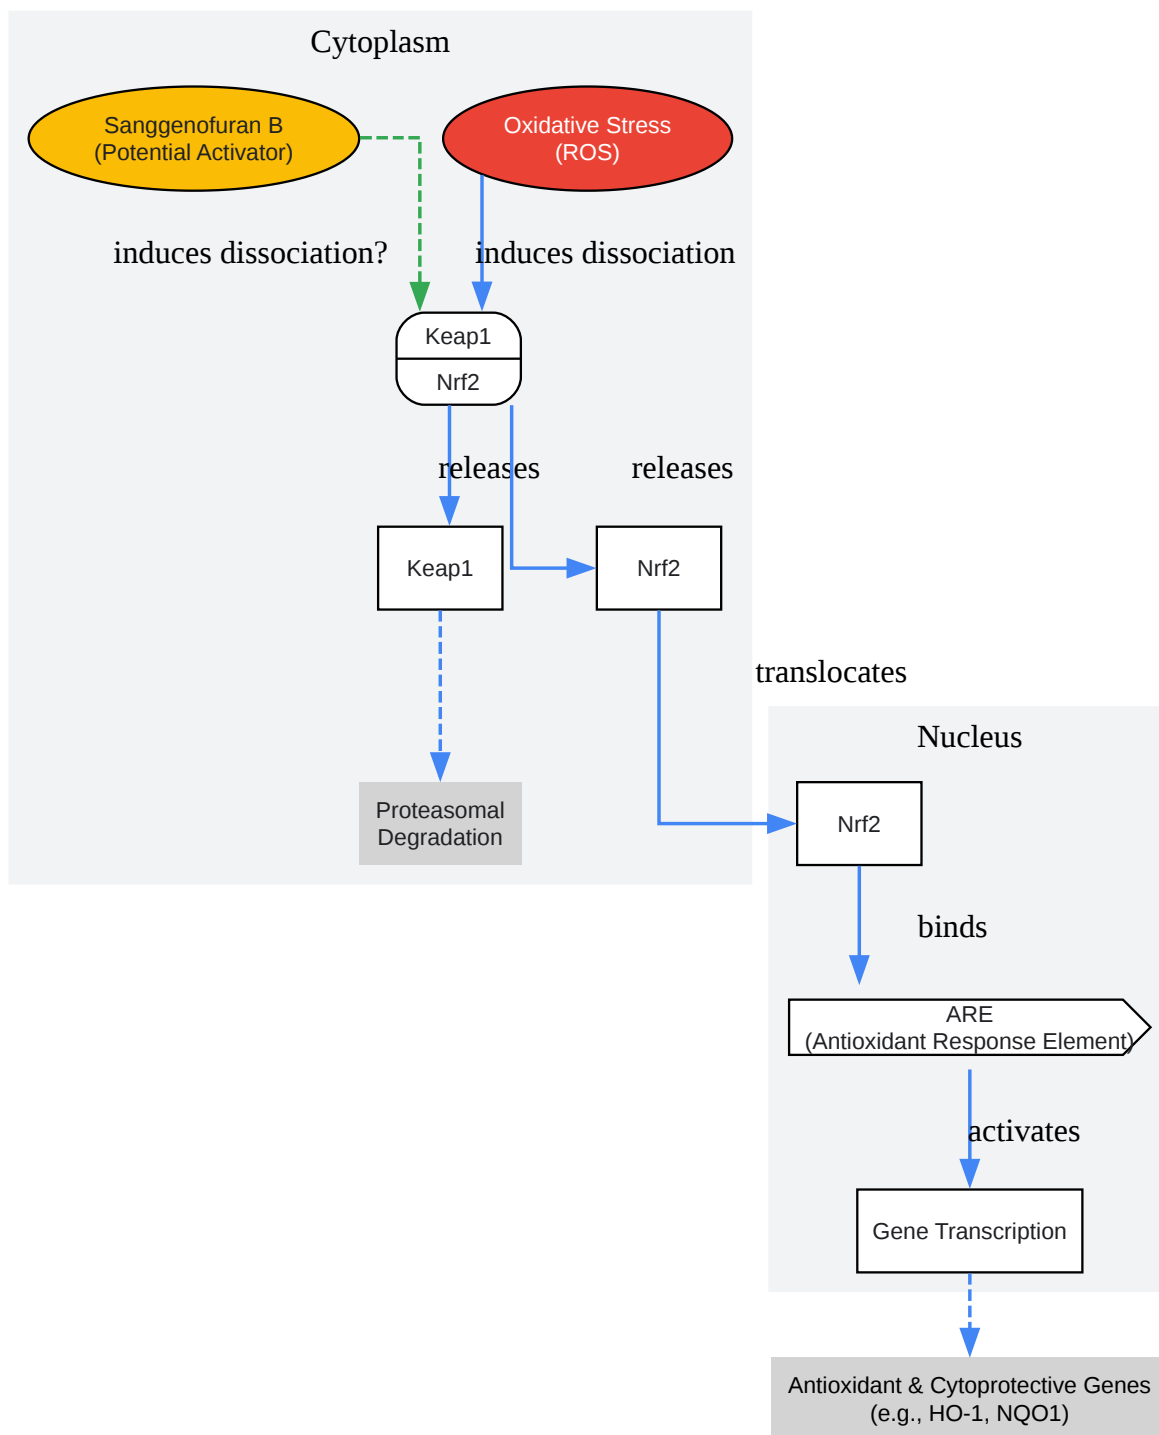 Cytoplasm
Sanggenofuran B
(Potential Activator)
Oxidative Stress
(ROS)
induces dissociation?
induces dissociation
Keap1
Nrf2
releases
releases
Keap1
Nrf2
translocates
Nucleus
Proteasomal
Degradation
Nrf2
binds
ARE
(Antioxidant Response Element)
activates
Gene Transcription
Antioxidant & Cytoprotective Genes
(e.g., HO-1, NQO1)